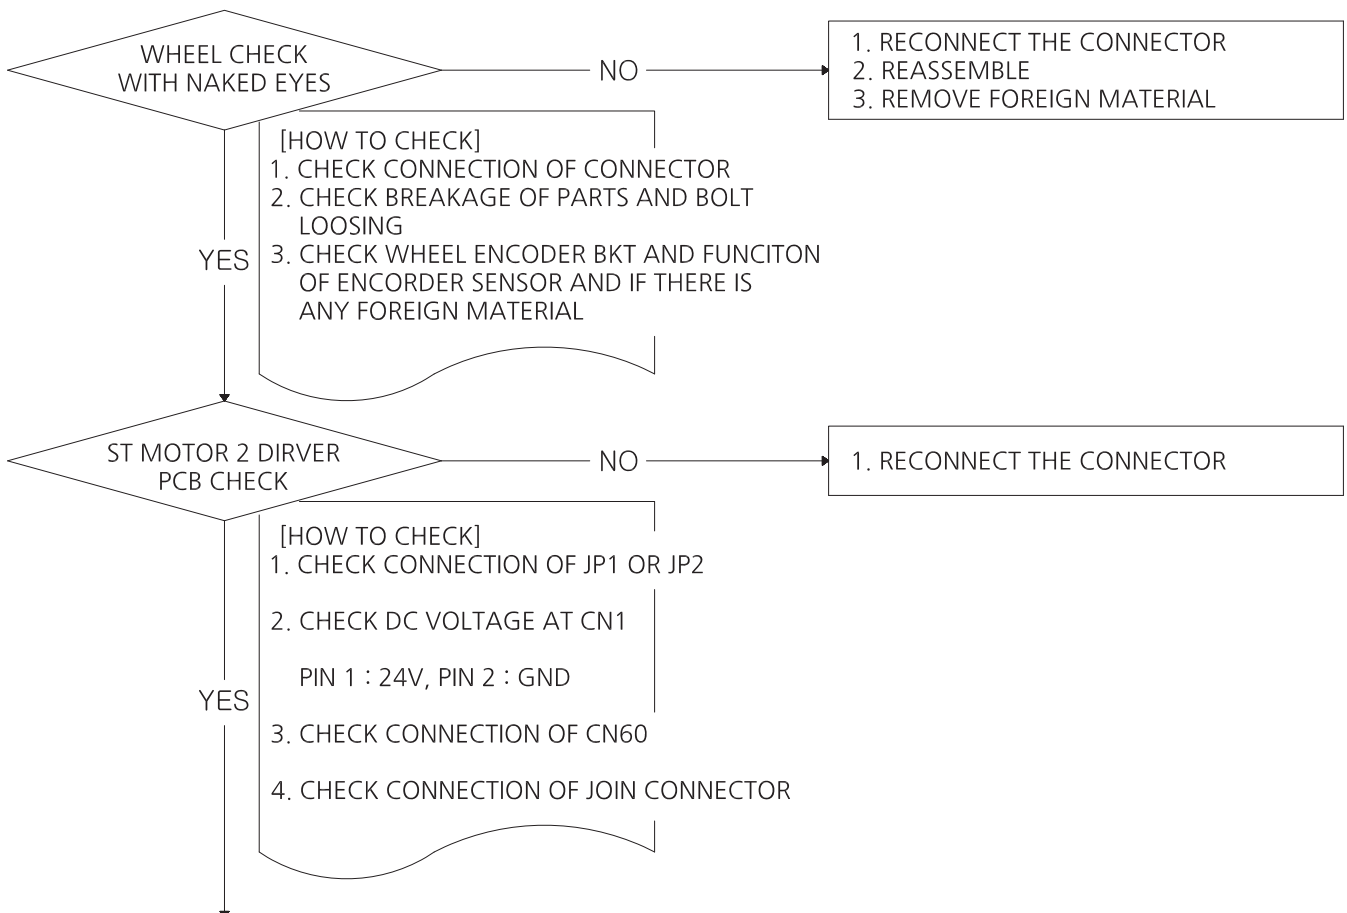 WHEEL CHECK
WITH NAKED EYES
NO
1. RECONNECT THE CONNECTOR
2. REASSEMBLE
3. REMOVE FOREIGN MATERIAL
[HOW TO CHECK]
1. CHECK CONNECTION OF CONNECTOR
2. CHECK BREAKAGE OF PARTS AND BOLT
LOOSING
3. CHECK WHEEL ENCODER BKT AND FUNCITON
OF ENCORDER SENSOR AND IF THERE IS
ANY FOREIGN MATERIAL
YES
ST MOTOR 2 DIRVER
PCB CHECK
NO
1. RECONNECT THE CONNECTOR
[HOW TO CHECK]
1. CHECK CONNECTION OF JP1 OR JP2
2. CHECK DC VOLTAGE AT CN1
PIN 1 : 24V, PIN 2 : GND
3. CHECK CONNECTION OF CN60
4. CHECK CONNECTION OF JOIN CONNECTOR
YES